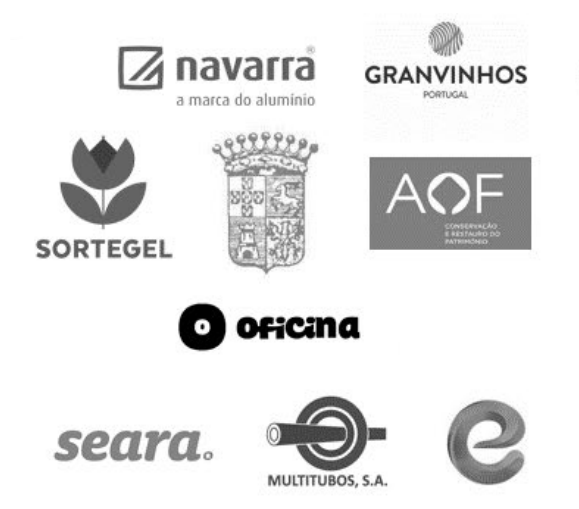 navarra®
a marca do alumínio
GRANVINHOS
PORTUGAL
SORTEGEL
AOF
CONSERVAÇÃO
E RESTAURO DO
PATRIMÓNIO
O oficina
seara.
MULTITUBOS, S.A.
e